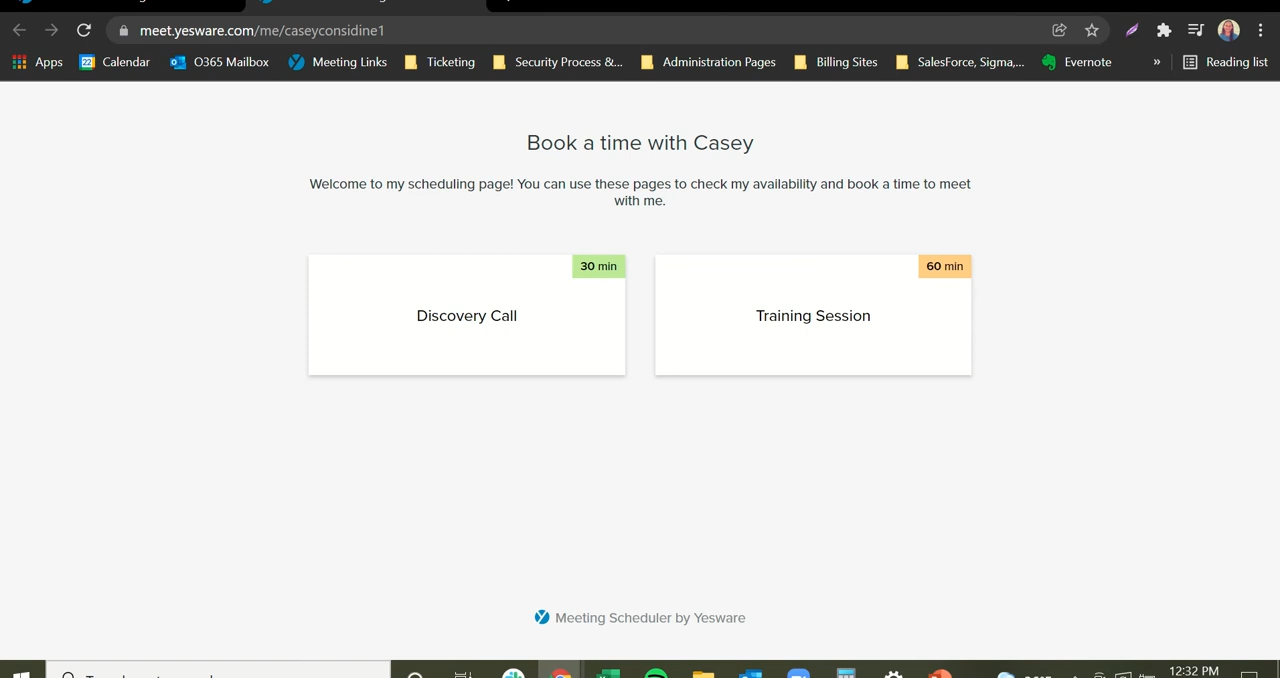 meet.yesware.com/me/caseyconsidine1
Apps
22 Calendar
O365 Mailbox
Meeting Links
Ticketing
Security Process &...
Administration Pages
Billing Sites
SalesForce, Sigma,...
Evernote
»
Reading list
Book a time with Casey
Welcome to my scheduling page! You can use these pages to check my availability and book a time to meet
with me.
30 min
Discovery Call
60 min
Training Session
Meeting Scheduler by Yesware
12:32 PM